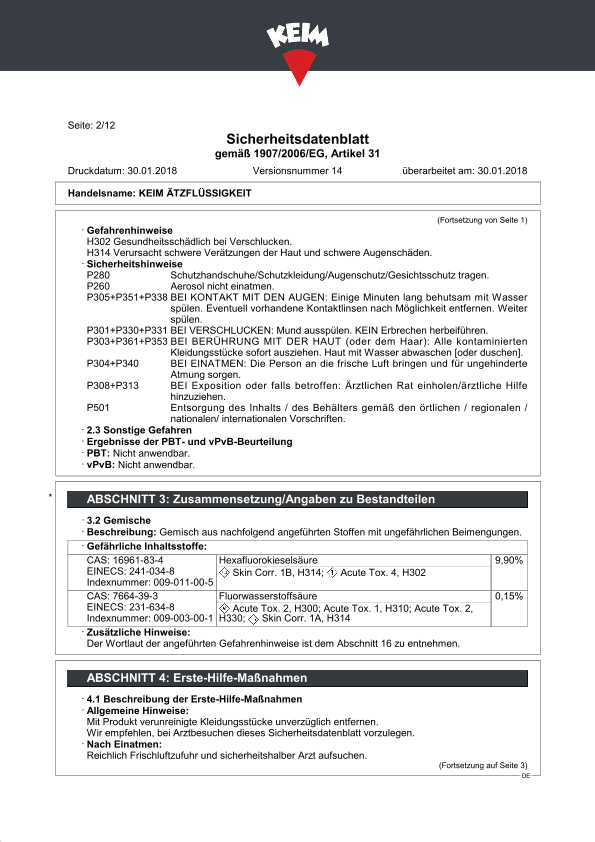 KEIM
Seite: 2/12
Sicherheitsdatenblatt
gemäß 1907/2006/EG, Artikel 31
Druckdatum: 30.01.2018 Versionsnummer 14 überarbeitet am: 30.01.2018
Handelsname: KEIM ÄTZFLÜSSIGKEIT
(Fortsetzung von Seite 1)
· Gefahrenhinweise
H302 Gesundheitsschädlich bei Verschlucken.
H314 Verursacht schwere Verätzungen der Haut und schwere Augenschäden.
· Sicherheitshinweise
P280 Schutzhandschuhe/Schutzkleidung/Augenschutz/Gesichtsschutz tragen.
P260 Aerosol nicht einatmen.
P305+P351+P338 BEI KONTAKT MIT DEN AUGEN: Einige Minuten lang behutsam mit Wasser
spülen. Eventuell vorhandene Kontaktlinsen nach Möglichkeit entfernen. Weiter
spülen.
P301+P330+P331 BEI VERSCHLUCKEN: Mund ausspülen. KEIN Erbrechen herbeiführen.
P303+P361+P353 BEI BERÜHRUNG MIT DER HAUT (oder dem Haar): Alle kontaminierten
Kleidungsstücke sofort ausziehen. Haut mit Wasser abwaschen [oder duschen].
P304+P340 BEI EINATMEN: Die Person an die frische Luft bringen und für ungehinderte
Atmung sorgen.
P308+P313 BEI Exposition oder falls betroffen: Ärztlichen Rat einholen/ärztliche Hilfe
hinzuziehen.
P501 Entsorgung des Inhalts / des Behälters gemäß den örtlichen / regionalen /
nationalen/ internationalen Vorschriften.
· 2.3 Sonstige Gefahren
· Ergebnisse der PBT- und vPvB-Beurteilung
· PBT: Nicht anwendbar.
· vPvB: Nicht anwendbar.
* ABSCHNITT 3: Zusammensetzung/Angaben zu Bestandteilen
· 3.2 Gemische
· Beschreibung: Gemisch aus nachfolgend angeführten Stoffen mit ungefährlichen Beimengungen.
· Gefährliche Inhaltsstoffe:
CAS: 16961-83-4 Hexafluorokieselsäure 9,90%
EINECS: 241-034-8 Skin Corr. 1B, H314; Acute Tox. 4, H302
Indexnummer: 009-011-00-5
CAS: 7664-39-3 Fluorwasserstoffsäure 0,15%
EINECS: 231-634-8 Acute Tox. 2, H300; Acute Tox. 1, H310; Acute Tox. 2,
Indexnummer: 009-003-00-1 H330; Skin Corr. 1A, H314
· Zusätzliche Hinweise:
Der Wortlaut der angeführten Gefahrenhinweise ist dem Abschnitt 16 zu entnehmen.
ABSCHNITT 4: Erste-Hilfe-Maßnahmen
· 4.1 Beschreibung der Erste-Hilfe-Maßnahmen
· Allgemeine Hinweise:
Mit Produkt verunreinigte Kleidungsstücke unverzüglich entfernen.
Wir empfehlen, bei Arztbesuchen dieses Sicherheitsdatenblatt vorzulegen.
· Nach Einatmen:
Reichlich Frischluftzufuhr und sicherheitshalber Arzt aufsuchen.
(Fortsetzung auf Seite 3)
DE